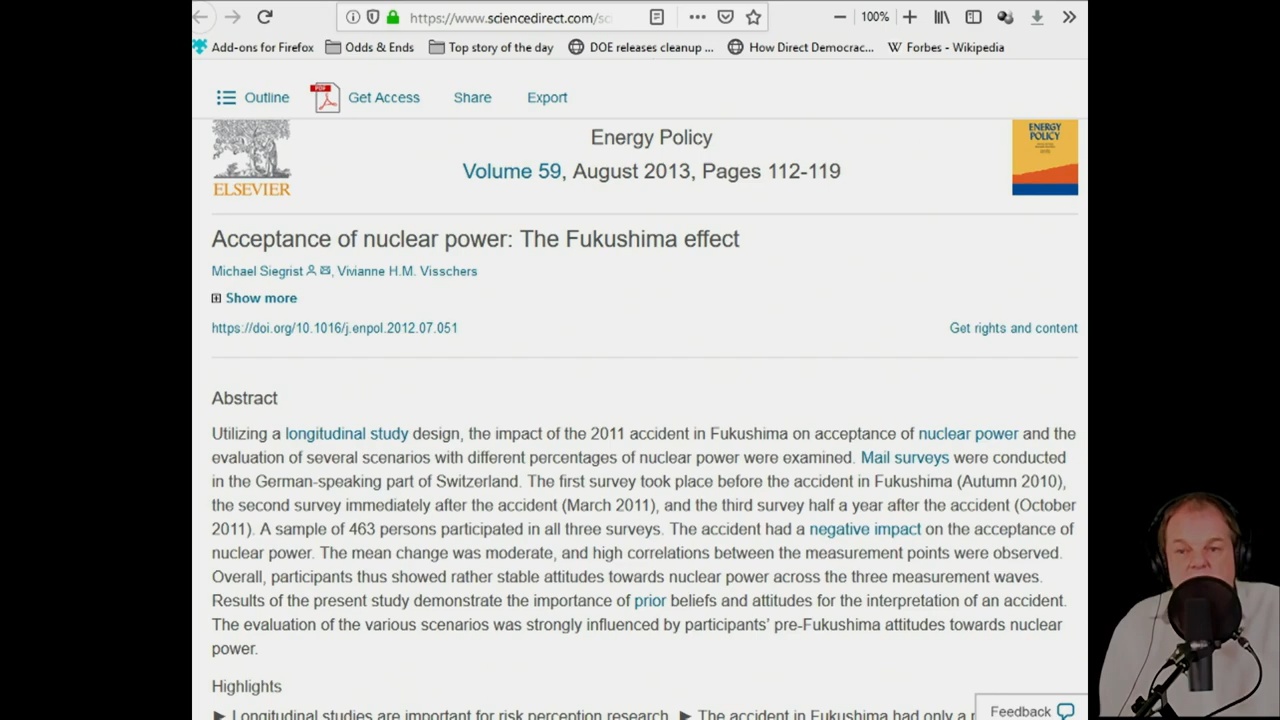 https://www.sciencedirect.com/sc
100%
Add-ons for Firefox
Odds & Ends
Top story of the day
DOE releases cleanup ...
How Direct Democrac...
W Forbes - Wikipedia
Outline
PDF
Get Access
Share
Export
ELSEVIER
Energy Policy
Volume 59, August 2013, Pages 112-119
ENERGY
POLICY
Acceptance of nuclear power: The Fukushima effect
Michael Siegrist, Vivianne H.M. Visschers
Show more
https://doi.org/10.1016/j.enpol.2012.07.051
Get rights and content
Abstract
Utilizing a longitudinal study design, the impact of the 2011 accident in Fukushima on acceptance of nuclear power and the
evaluation of several scenarios with different percentages of nuclear power were examined. Mail surveys were conducted
in the German-speaking part of Switzerland. The first survey took place before the accident in Fukushima (Autumn 2010),
the second survey immediately after the accident (March 2011), and the third survey half a year after the accident (October
2011). A sample of 463 persons participated in all three surveys. The accident had a negative impact on the acceptance of
nuclear power. The mean change was moderate, and high correlations between the measurement points were observed.
Overall, participants thus showed rather stable attitudes towards nuclear power across the three measurement waves.
Results of the present study demonstrate the importance of prior beliefs and attitudes for the interpretation of an accident.
The evaluation of the various scenarios was strongly influenced by participants' pre-Fukushima attitudes towards nuclear
power.
Highlights
► Longitudinal studies are important for risk perception research. ► The accident in Fukushima had only a
Feedback